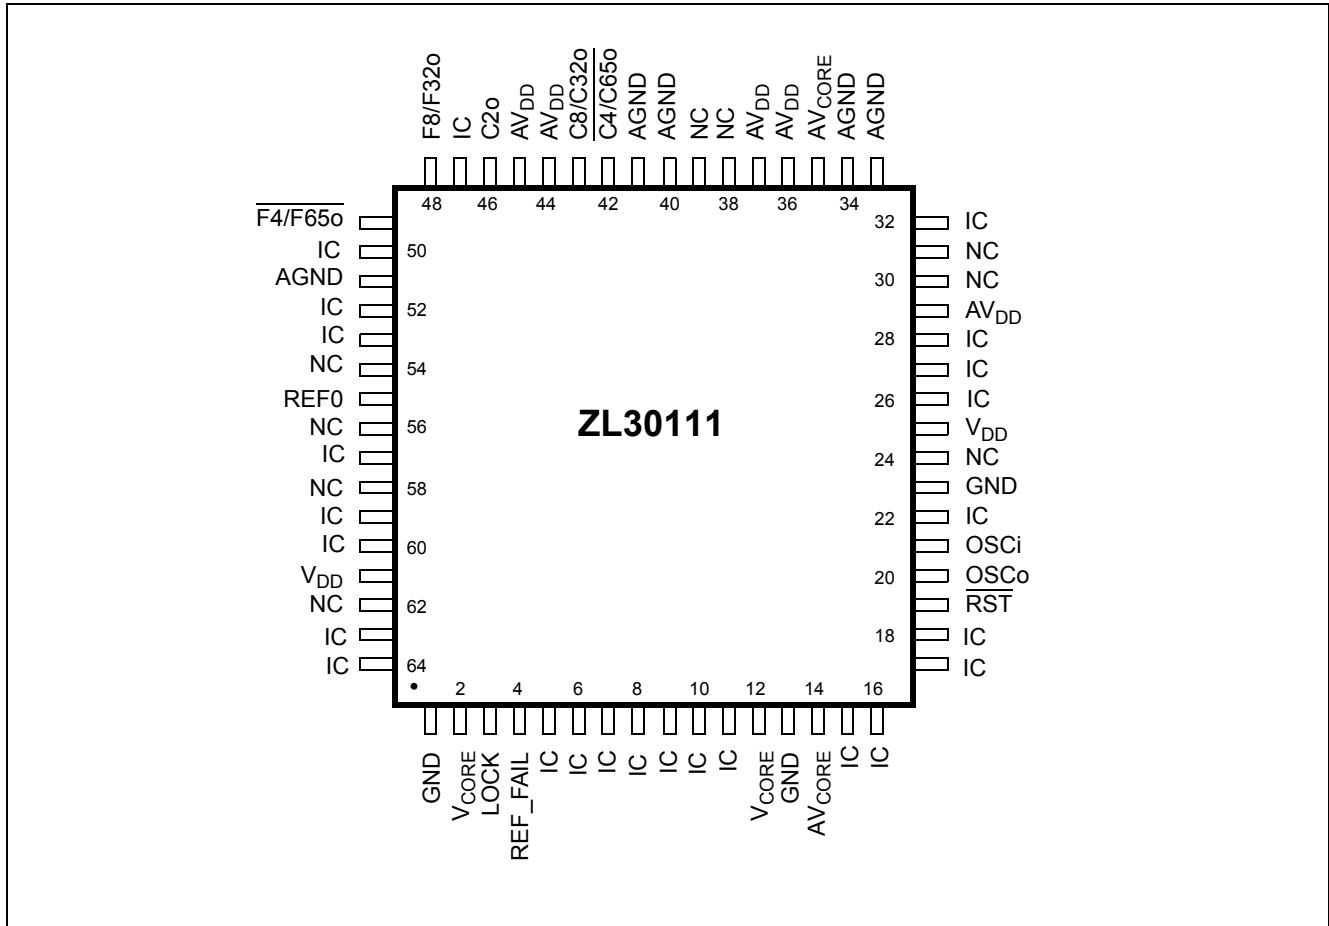 F8/F32o
IC
C2o
AVDD
AVDD
C8/C32o
C4/C65o
AGND
AGND
NC
NC
AVDD
AVDD
AVCORE
AGND
AGND
48 46 44 42 40 38 36 34
F4/F65o
IC 50
AGND
IC 52
IC
NC 54
REF0
NC 56
IC
NC 58
IC
IC 60
VDD
NC 62
IC
IC 64
ZL30111
32 IC
NC
30 NC
AVDD
28 IC
IC
26 IC
VDD
24 NC
GND
22 IC
OSCi
20 OSCo
RST
18 IC
IC
2 4 6 8 10 12 14 16
GND
VCORE
LOCK
REF_FAIL
IC
IC
IC
IC
IC
IC
IC
VCORE
GND
AVCORE
IC
IC